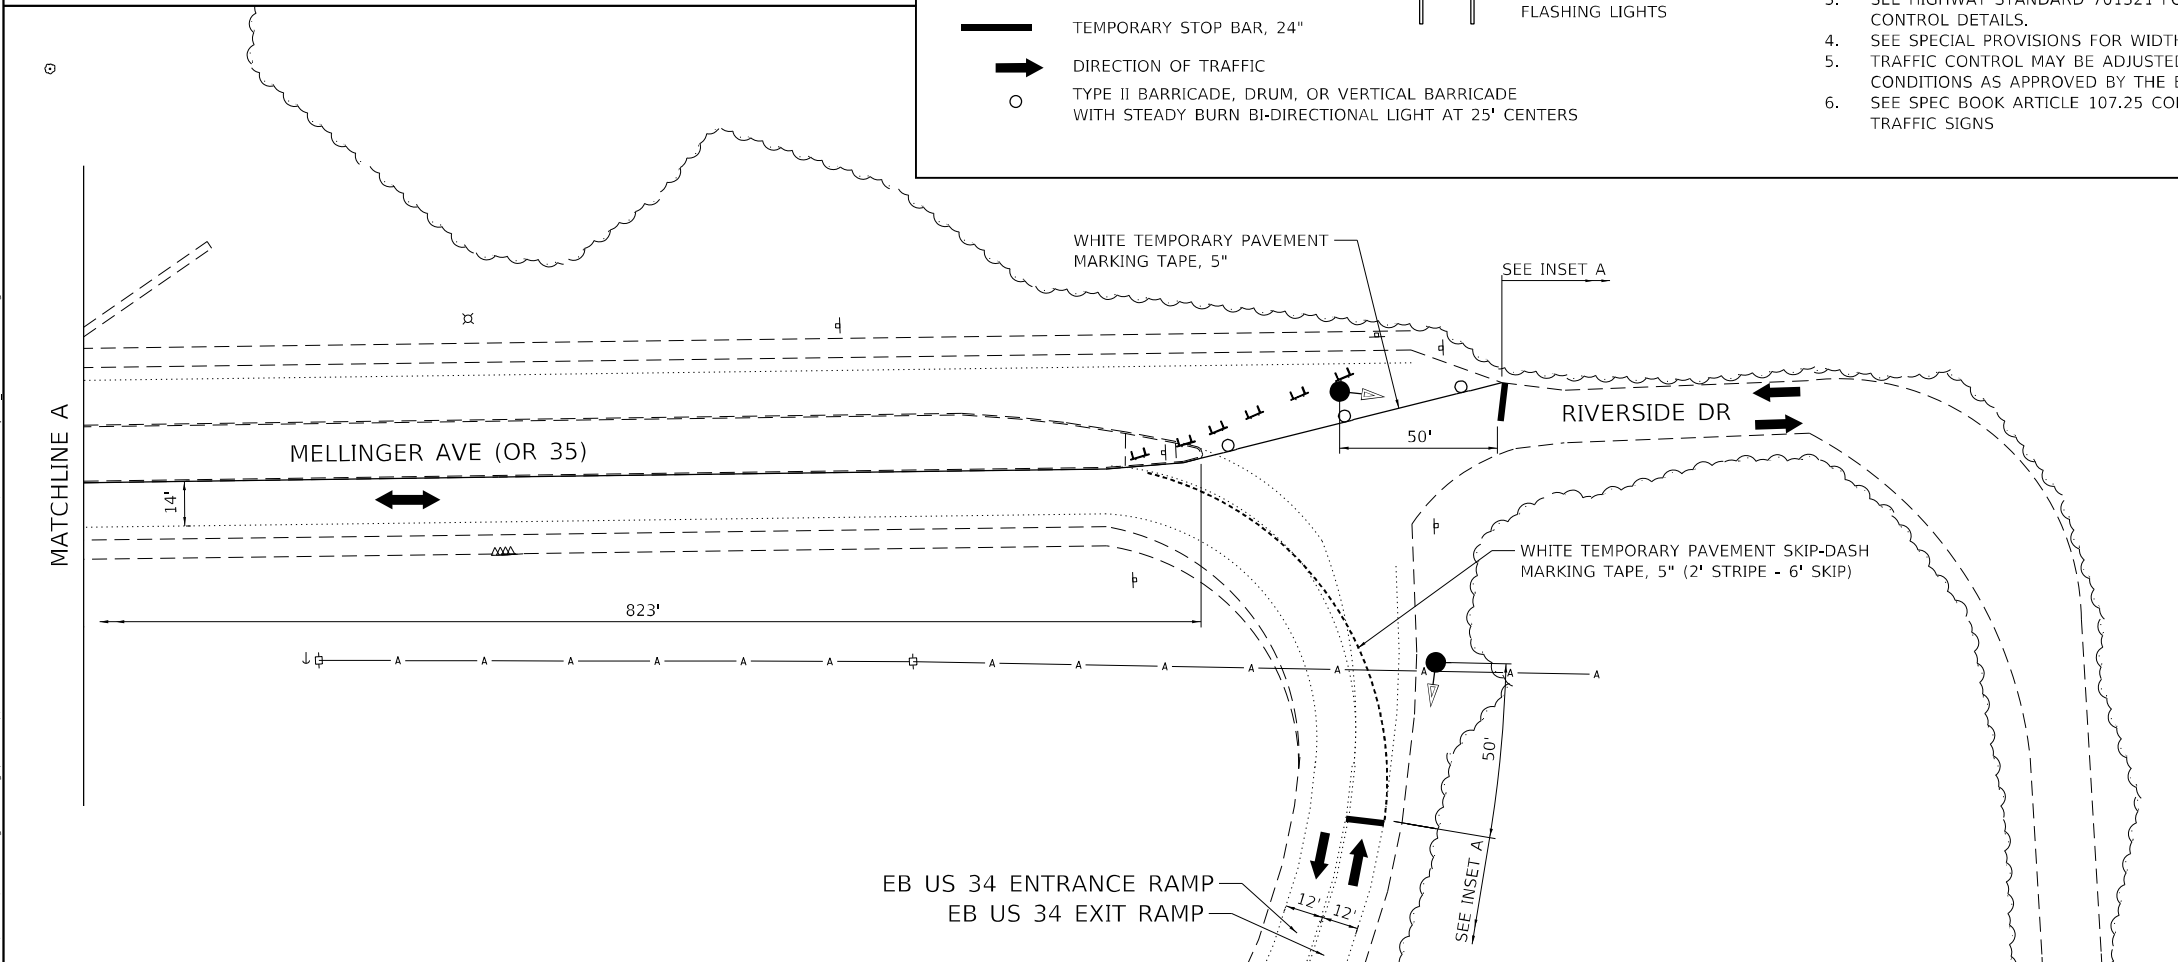 FLASHING LIGHTS
TEMPORARY STOP BAR, 24"
DIRECTION OF TRAFFIC
TYPE II BARRICADE, DRUM, OR VERTICAL BARRICADE
WITH STEADY BURN BI-DIRECTIONAL LIGHT AT 25' CENTERS
CONTROL DETAILS.
4. SEE SPECIAL PROVISIONS FOR WIDTH
5. TRAFFIC CONTROL MAY BE ADJUSTED
CONDITIONS AS APPROVED BY THE
6. SEE SPEC BOOK ARTICLE 107.25
TRAFFIC SIGNS
WHITE TEMPORARY PAVEMENT
MARKING TAPE, 5"
SEE INSET A
RIVERSIDE DR
50'
MELLINGER AVE (OR 35)
MATCHLINE A
14'
WHITE TEMPORARY PAVEMENT SKIP-DASH
MARKING TAPE, 5" (2' STRIPE - 6' SKIP)
823'
A A A A A A A A A A A A A A A
50'
SEE INSET A
EB US 34 ENTRANCE RAMP
EB US 34 EXIT RAMP
12' 12'